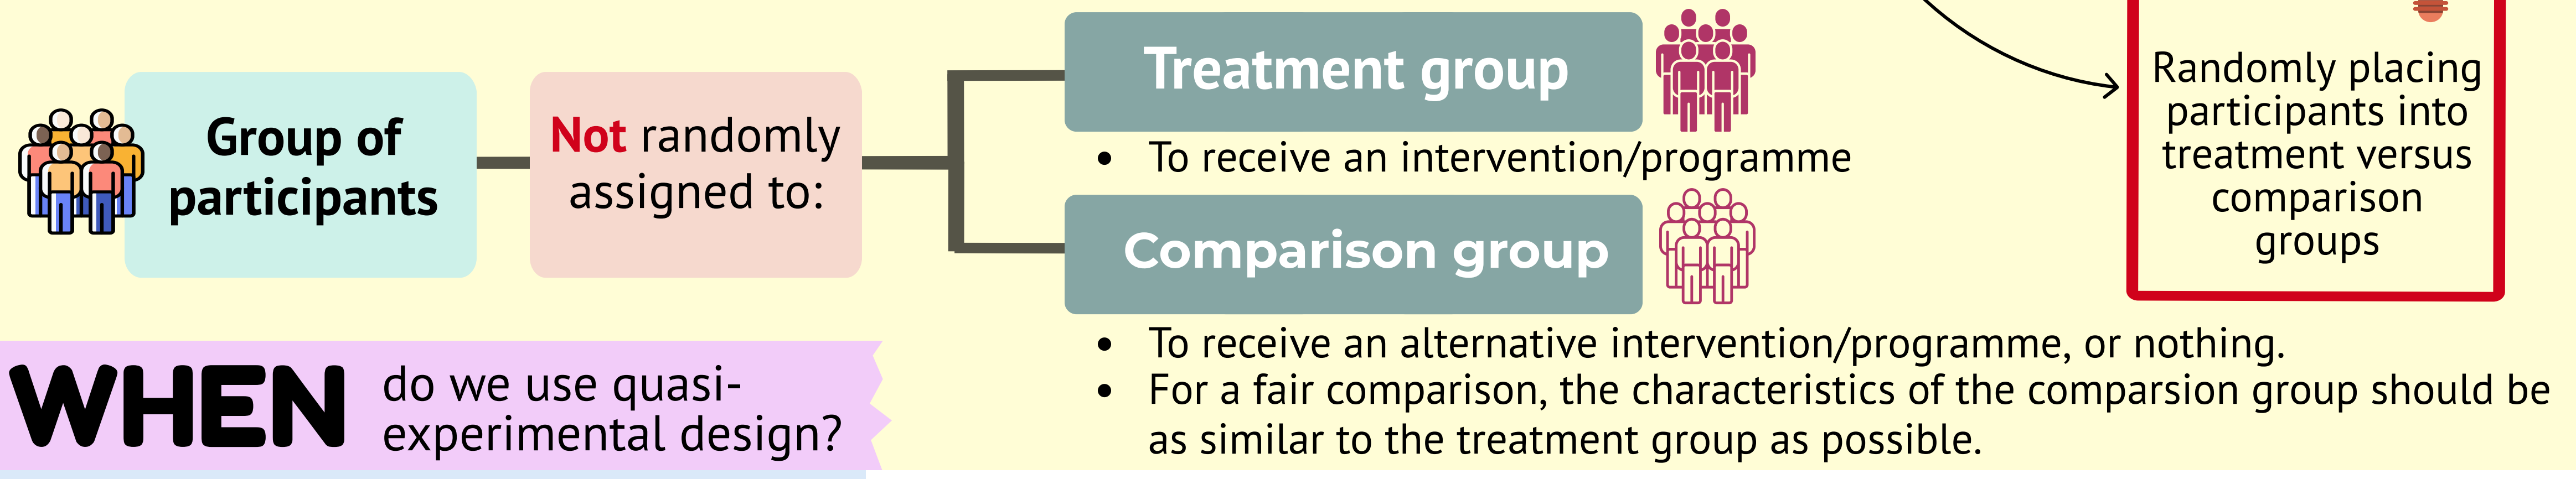 Group of
participants
Not randomly
assigned to:
Treatment group
• To receive an intervention/programme
Comparison group
• To receive an alternative intervention/programme, or nothing.
• For a fair comparison, the characteristics of the comparsion group should be
as similar to the treatment group as possible.
Randomly placing
participants into
treatment versus
comparison
groups
WHEN do we use quasi-
experimental design?